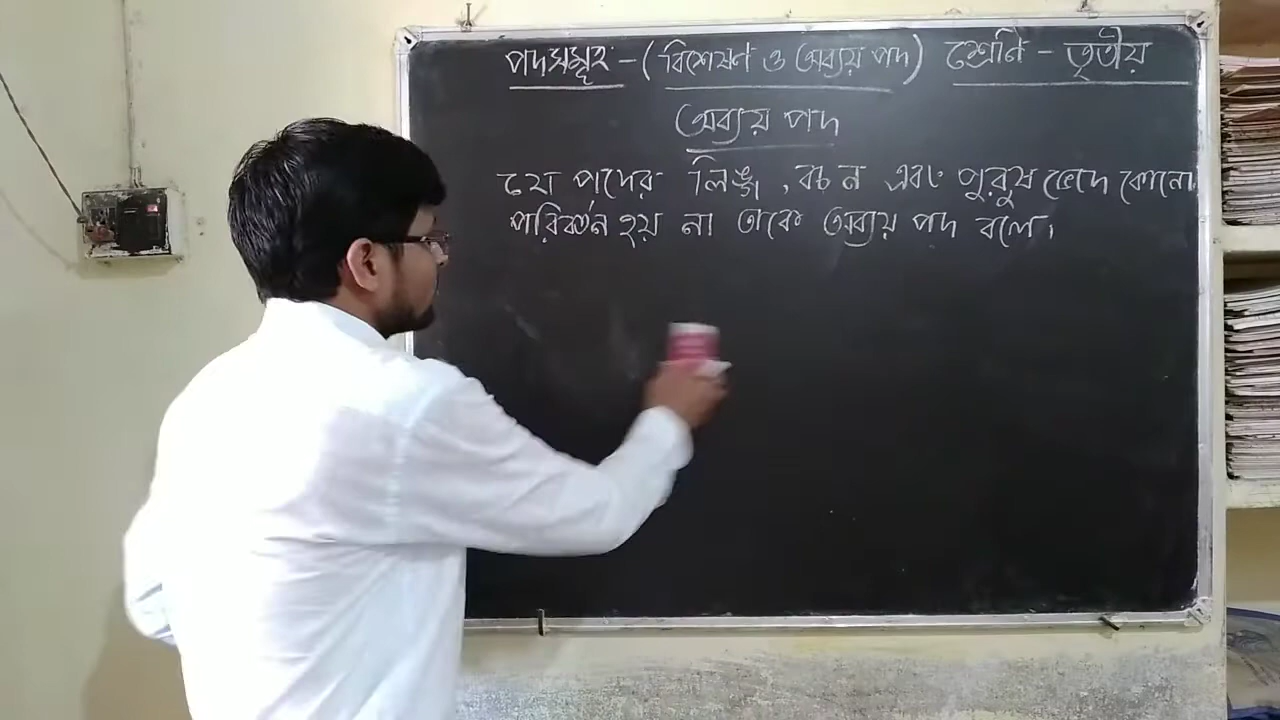 পদসমূহ - (বিশেষণ ও অব্যয় পদ) শ্রেণি - তৃতীয়
অব্যয় পদ
যে পদের লিঙ্গ, বচন এবং পুরুষ ভেদে কোনো
পরিবর্তন হয় না তাকে অব্যয় পদ বলে।